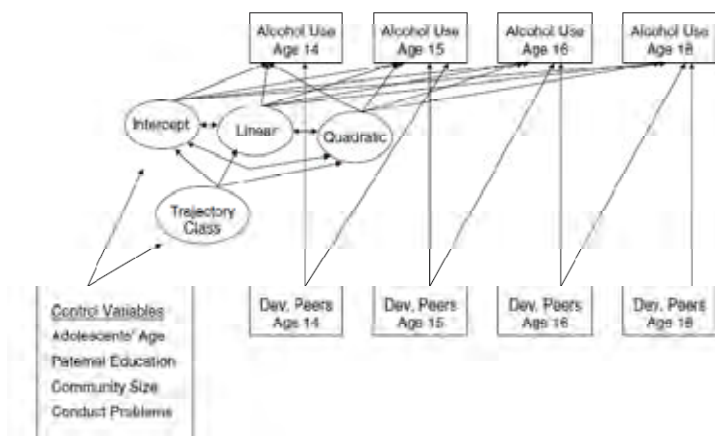 Alcohol Use
Age 14
Alcohol Use
Age 15
Alcohol Use
Age 16
Alcohol Use
Age 18
Intercept
Linear
Quadratic
Trajectory
Class
Control Variables
Adolescents' Age
Paternal Education
Community Size
Conduct Problems
Dev. Peers
Age 14
Dev. Peers
Age 15
Dev. Peers
Age 16
Dev. Peers
Age 18